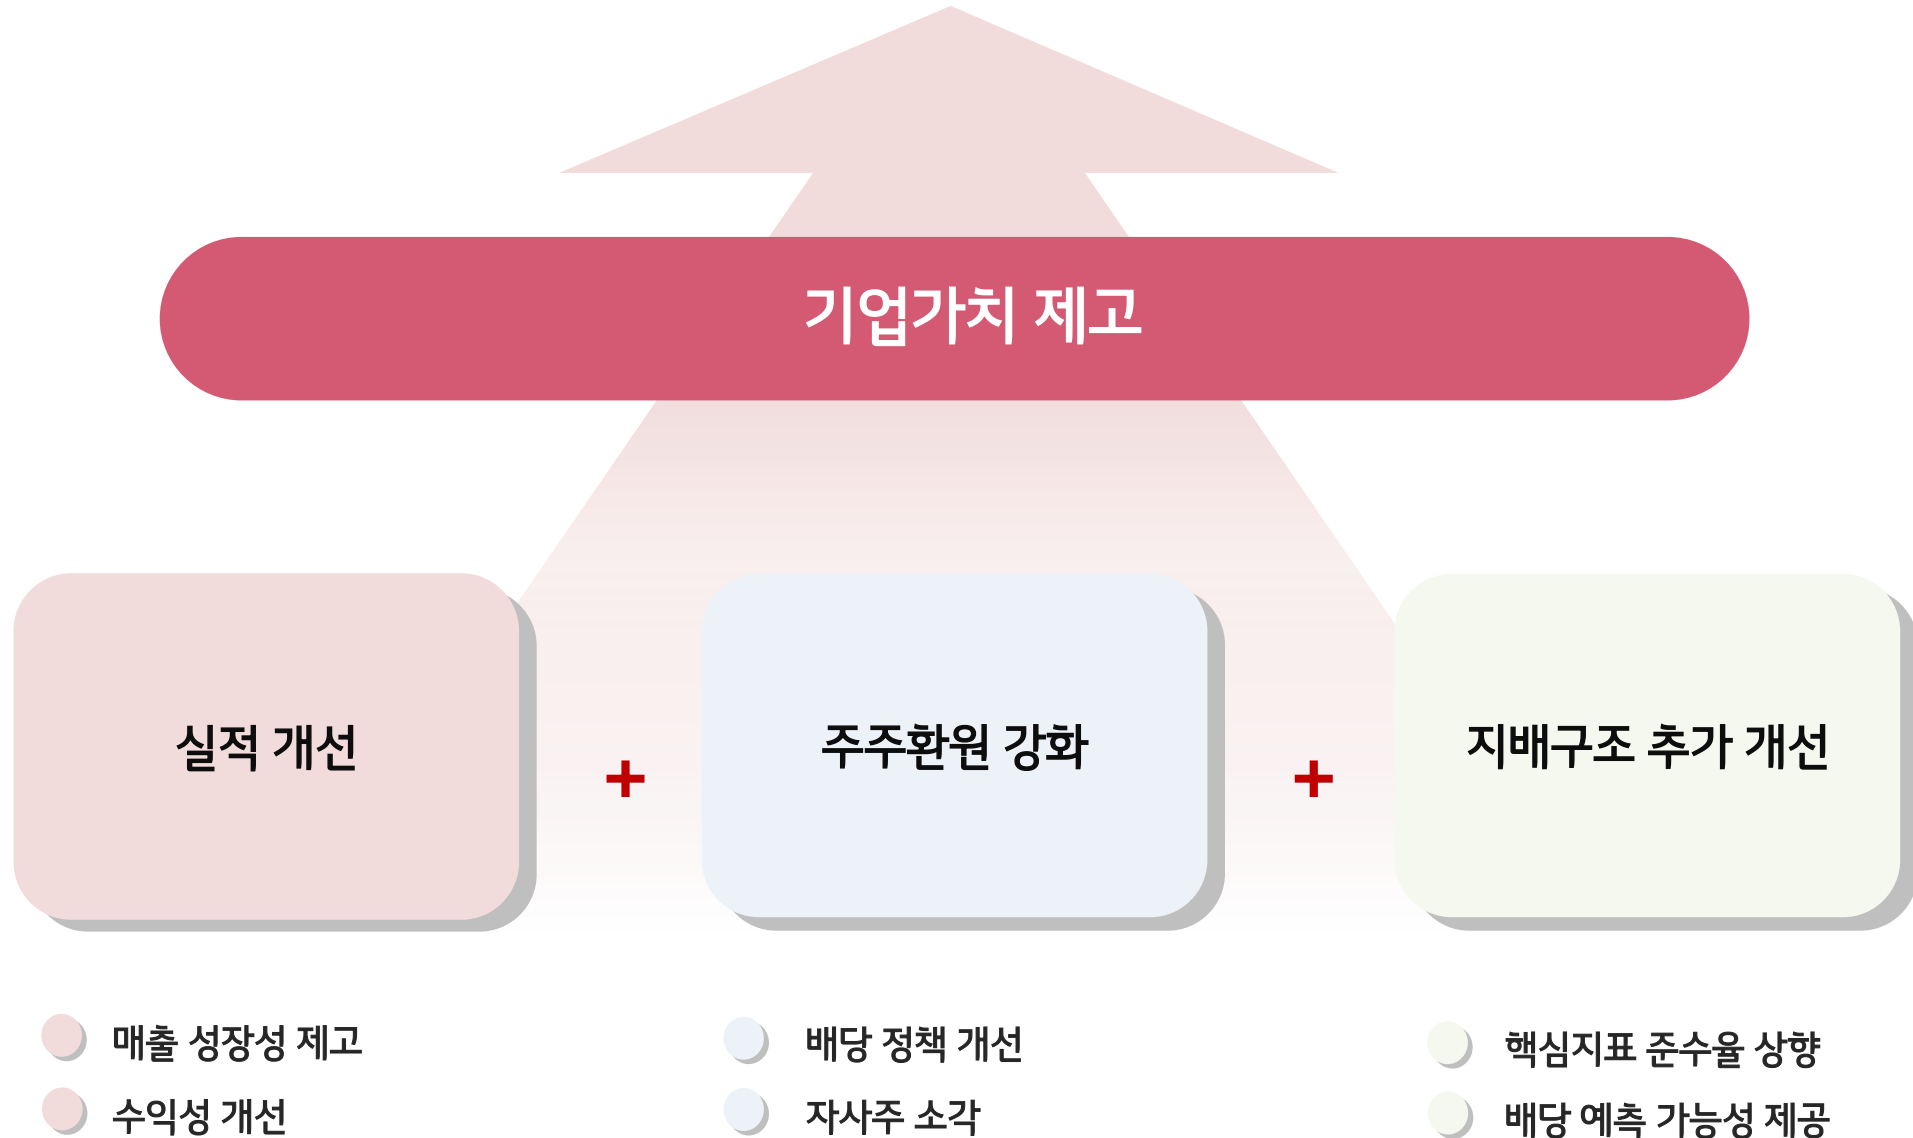 기업가치 제고
실적 개선
+
주주환원 강화
+
지배구조 추가 개선
매출 성장성 제고
수익성 개선
배당 정책 개선
자사주 소각
핵심지표 준수율 상향
배당 예측 가능성 제공